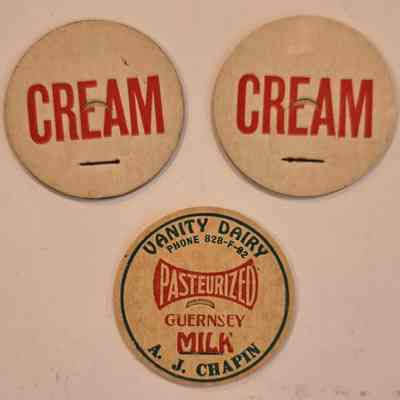 CREAM
CREAM
VANITY DAIRY
PHONE 828-F-82
PASTEURIZED
GUERNSEY
MILK
A. J. CHAPIN